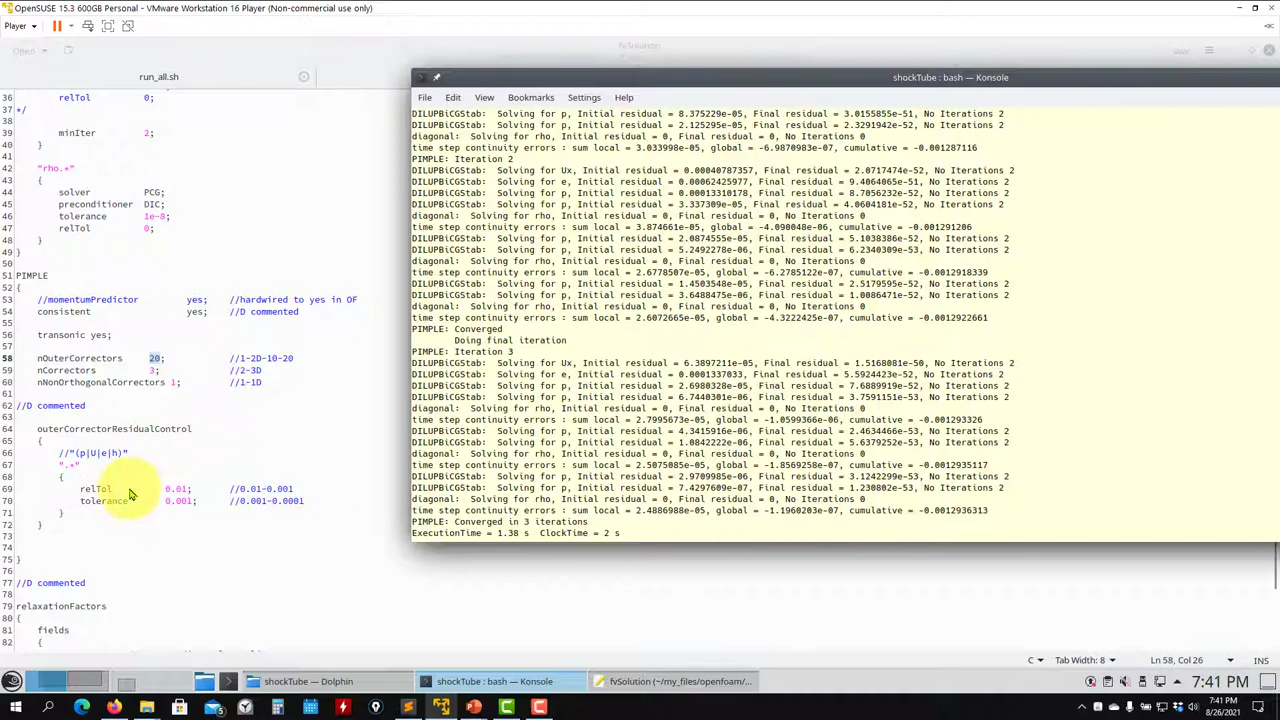 OpenSUSE 15.3 600GB Personal - VMware Workstation 16 Player (Non-commercial use only)
Player
Open
fvSolution
run_all.sh
36 relTol 0;
37 */
38
39 minIter 2;
40 }
41
42 "rho.*"
43 {
44 solver PCG;
45 preconditioner DIC;
46 tolerance 1e-8;
47 relTol 0;
48 }
49 }
50
51 PIMPLE
52 {
53 //momentumPredictor yes; //hardwired to yes in OF
54 consistent yes; //D commented
55
56 transonic yes;
57
58 nOuterCorrectors 20; //1-2D-10-20
59 nCorrectors 3; //2-3D
60 nNonOrthogonalCorrectors 1; //1-1D
61
62 //D commented
63
64 outerCorrectorResidualControl
65 {
66 //"(p|U|e|h)"
67 ".*"
68 {
69 relTol 0.01; //0.01-0.001
70 tolerance 0.001; //0.001-0.0001
71 }
72 }
73
74
75 }
76
77 //D commented
78
79 relaxationFactors
80 {
81 fields
82 {
shockTube : bash — Konsole
File Edit View Bookmarks Settings Help
DILUPBiCGStab: Solving for p, Initial residual = 8.375229e-05, Final residual = 3.0155855e-51, No Iterations 2
DILUPBiCGStab: Solving for p, Initial residual = 2.125295e-05, Final residual = 2.3291942e-52, No Iterations 2
diagonal: Solving for rho, Initial residual = 0, Final residual = 0, No Iterations 0
time step continuity errors : sum local = 3.033998e-05, global = -6.9870983e-07, cumulative = -0.001287116
PIMPLE: Iteration 2
DILUPBiCGStab: Solving for Ux, Initial residual = 0.00040787367, Final residual = 2.0717474e-52, No Iterations 2
DILUPBiCGStab: Solving for e, Initial residual = 0.00062425977, Final residual = 9.4064065e-51, No Iterations 2
DILUPBiCGStab: Solving for p, Initial residual = 0.00013310178, Final residual = 8.7056232e-52, No Iterations 2
DILUPBiCGStab: Solving for p, Initial residual = 3.337309e-05, Final residual = 4.0604181e-52, No Iterations 2
diagonal: Solving for rho, Initial residual = 0, Final residual = 0, No Iterations 0
time step continuity errors : sum local = 3.874661e-05, global = -4.090048e-06, cumulative = -0.001291206
DILUPBiCGStab: Solving for p, Initial residual = 2.0874455e-05, Final residual = 5.1038386e-52, No Iterations 2
DILUPBiCGStab: Solving for p, Initial residual = 5.2492278e-06, Final residual = 6.2340309e-53, No Iterations 2
diagonal: Solving for rho, Initial residual = 0, Final residual = 0, No Iterations 0
time step continuity errors : sum local = 2.6778507e-05, global = -6.2785122e-07, cumulative = -0.0012918339
DILUPBiCGStab: Solving for p, Initial residual = 1.4503548e-05, Final residual = 2.5179595e-52, No Iterations 2
DILUPBiCGStab: Solving for p, Initial residual = 3.6488475e-06, Final residual = 1.0086471e-52, No Iterations 2
diagonal: Solving for rho, Initial residual = 0, Final residual = 0, No Iterations 0
time step continuity errors : sum local = 2.6072665e-05, global = -4.3222425e-07, cumulative = -0.0012922661
PIMPLE: Converged
Doing final iteration
PIMPLE: Iteration 3
DILUPBiCGStab: Solving for Ux, Initial residual = 6.3897211e-05, Final residual = 1.5168081e-50, No Iterations 2
DILUPBiCGStab: Solving for e, Initial residual = 0.0001337033, Final residual = 5.5924423e-52, No Iterations 2
DILUPBiCGStab: Solving for p, Initial residual = 2.6980328e-05, Final residual = 7.6889919e-52, No Iterations 2
DILUPBiCGStab: Solving for p, Initial residual = 6.7440301e-06, Final residual = 3.7591151e-53, No Iterations 2
diagonal: Solving for rho, Initial residual = 0, Final residual = 0, No Iterations 0
time step continuity errors : sum local = 2.7995673e-05, global = -1.0599366e-06, cumulative = -0.001293326
DILUPBiCGStab: Solving for p, Initial residual = 4.3415916e-06, Final residual = 2.4634546e-53, No Iterations 2
DILUPBiCGStab: Solving for p, Initial residual = 1.0842222e-06, Final residual = 5.6379252e-53, No Iterations 2
diagonal: Solving for rho, Initial residual = 0, Final residual = 0, No Iterations 0
time step continuity errors : sum local = 2.5075085e-05, global = -1.8569258e-07, cumulative = -0.0012935117
DILUPBiCGStab: Solving for p, Initial residual = 2.9709985e-06, Final residual = 3.1242299e-53, No Iterations 2
DILUPBiCGStab: Solving for p, Initial residual = 7.4297609e-07, Final residual = 1.230882e-53, No Iterations 2
diagonal: Solving for rho, Initial residual = 0, Final residual = 0, No Iterations 0
time step continuity errors : sum local = 2.4886988e-05, global = -1.1960203e-07, cumulative = -0.0012936313
PIMPLE: Converged in 3 iterations
ExecutionTime = 1.38 s ClockTime = 2 s
C Tab Width: 8 Ln 58, Col 26 INS
shockTube — Dolphin
shockTube : bash — Konsole
fvSolution (~/my_files/openfoam/...
7:41 PM
7:41 PM
8/26/2021